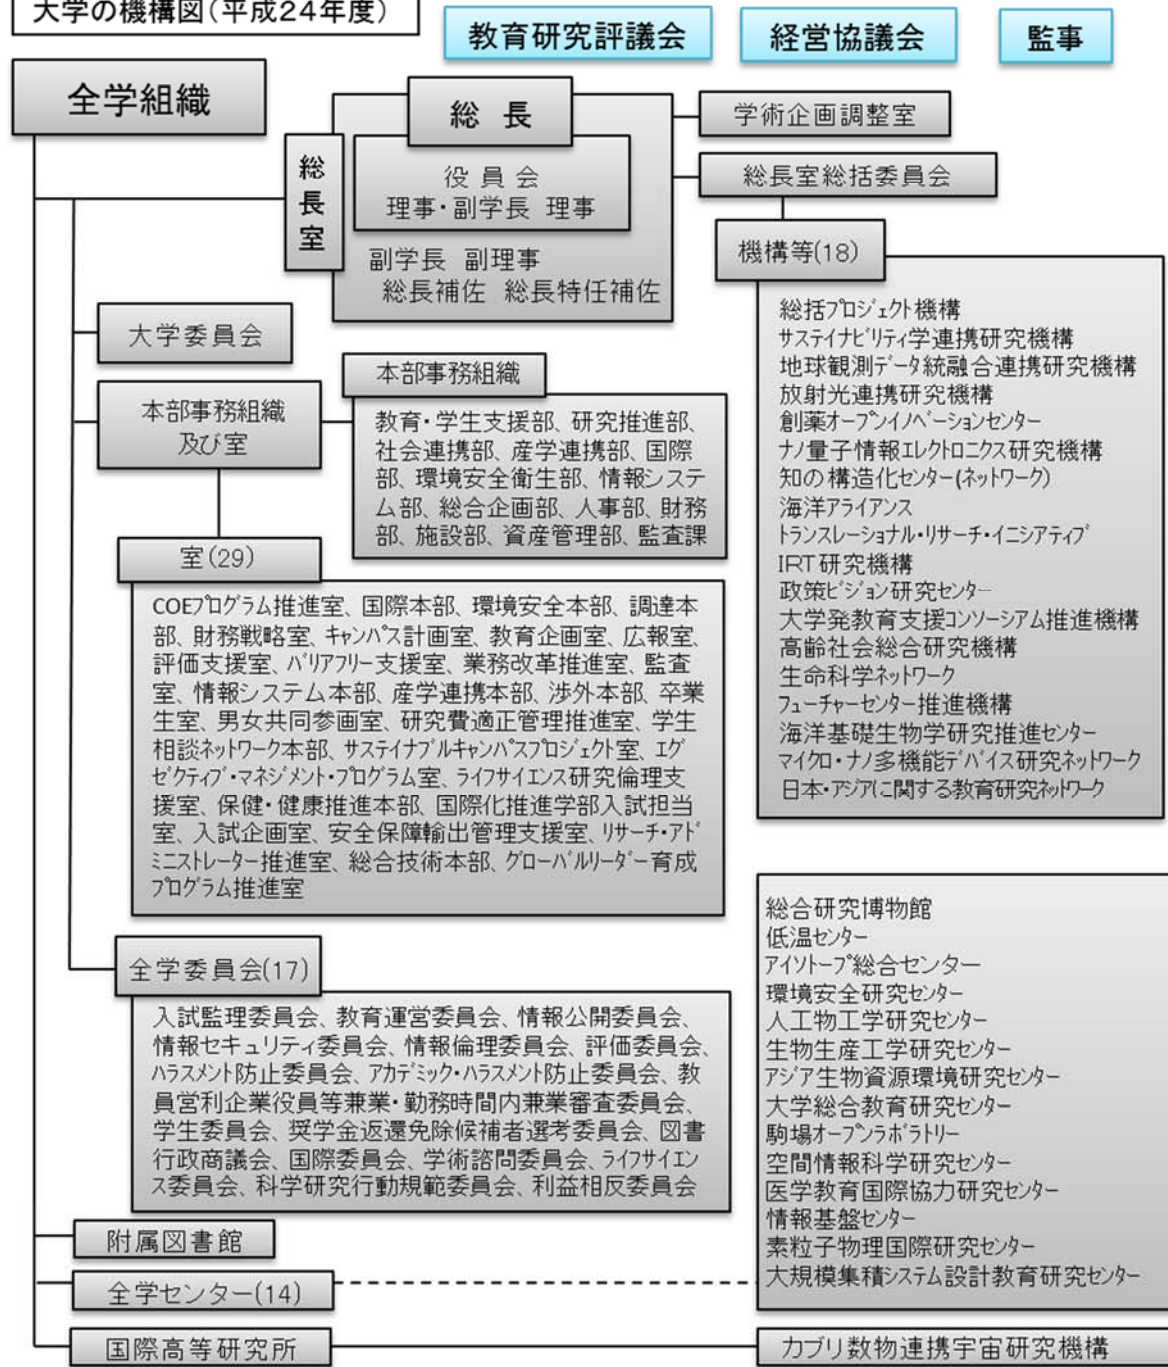 大学の機構図(平成24年度)
教育研究評議会
経営協議会
監事
全学組織
総長
総長室
役員会
理事・副学長 理事
副学長 副理事
総長補佐 総長特任補佐
学術企画調整室
総長室総括委員会
機構等(18)
総括プロジェクト機構
サステイナビリティ学連携研究機構
地球観測データ統融合連携研究機構
放射光連携研究機構
創薬オープンイノベーションセンター
ナノ量子情報エレクトロニクス研究機構
知の構造化センター(ネットワーク)
海洋アライアンス
トランスレーショナル・リサーチ・イニシアティブ
IRT研究機構
政策ビジョン研究センター
大学発教育支援コンソーシアム推進機構
高齢社会総合研究機構
生命科学ネットワーク
フューチャーセンター推進機構
海洋基礎生物学研究推進センター
マイクロ・ナノ多機能デバイス研究ネットワーク
日本・アジアに関する教育研究ネットワーク
大学委員会
本部事務組織
及び室
本部事務組織
教育・学生支援部、研究推進部、
社会連携部、産学連携部、国際
部、環境安全衛生部、情報システ
ム部、総合企画部、人事部、財務
部、施設部、資産管理部、監査課
室(29)
COEプログラム推進室、国際本部、環境安全本部、調達本
部、財務戦略室、キャンパス計画室、教育企画室、広報室、
評価支援室、バリアフリー支援室、業務改革推進室、監査
室、情報システム本部、産学連携本部、渉外本部、卒業
生室、男女共同参画室、研究費適正管理推進室、学生
相談ネットワーク本部、サステイナブルキャンパスプロジェクト室、エグ
ゼクティブ・マネジメント・プログラム室、ライフサイエンス研究倫理支
援室、保健・健康推進本部、国際化推進学部入試担当
室、入試企画室、安全保障輸出管理支援室、リサーチ・アド
ミニストレーター推進室、総合技術本部、グローバルリーダー育成
プログラム推進室
全学委員会(17)
入試監理委員会、教育運営委員会、情報公開委員会、
情報セキュリティ委員会、情報倫理委員会、評価委員会、
ハラスメント防止委員会、アカデミック・ハラスメント防止委員会、教
員営利企業役員等兼業・勤務時間内兼業審査委員会、
学生委員会、奨学金返還免除候補者選考委員会、図書
行政商議会、国際委員会、学術諮問委員会、ライフサイエン
ス委員会、科学研究行動規範委員会、利益相反委員会
総合研究博物館
低温センター
アイソトープ総合センター
環境安全研究センター
人工物工学研究センター
生物生産工学研究センター
アジア生物資源環境研究センター
大学総合教育研究センター
駒場オープンラボラトリー
空間情報科学研究センター
医学教育国際協力研究センター
情報基盤センター
素粒子物理国際研究センター
大規模集積システム設計教育研究センター
附属図書館
全学センター(14)
国際高等研究所
カブリ数物連携宇宙研究機構